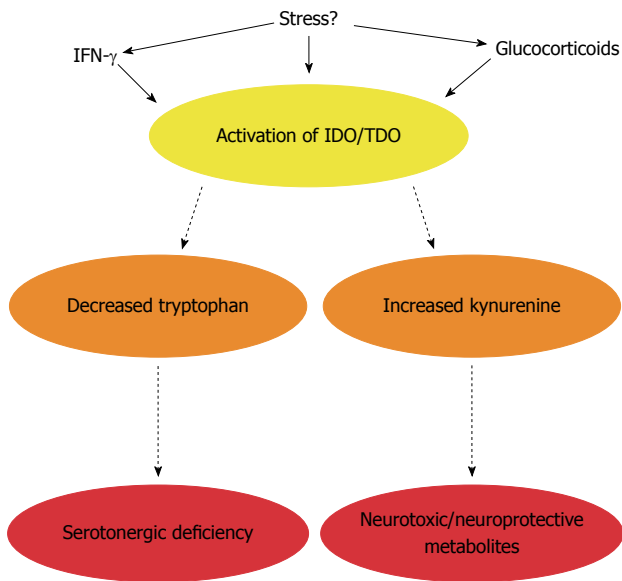 Stress?
IFN-γ
Glucocorticoids
Activation of IDO/TDO
Decreased tryptophan
Increased kynurenine
Serotonergic deficiency
Neurotoxic/neuroprotective
metabolites